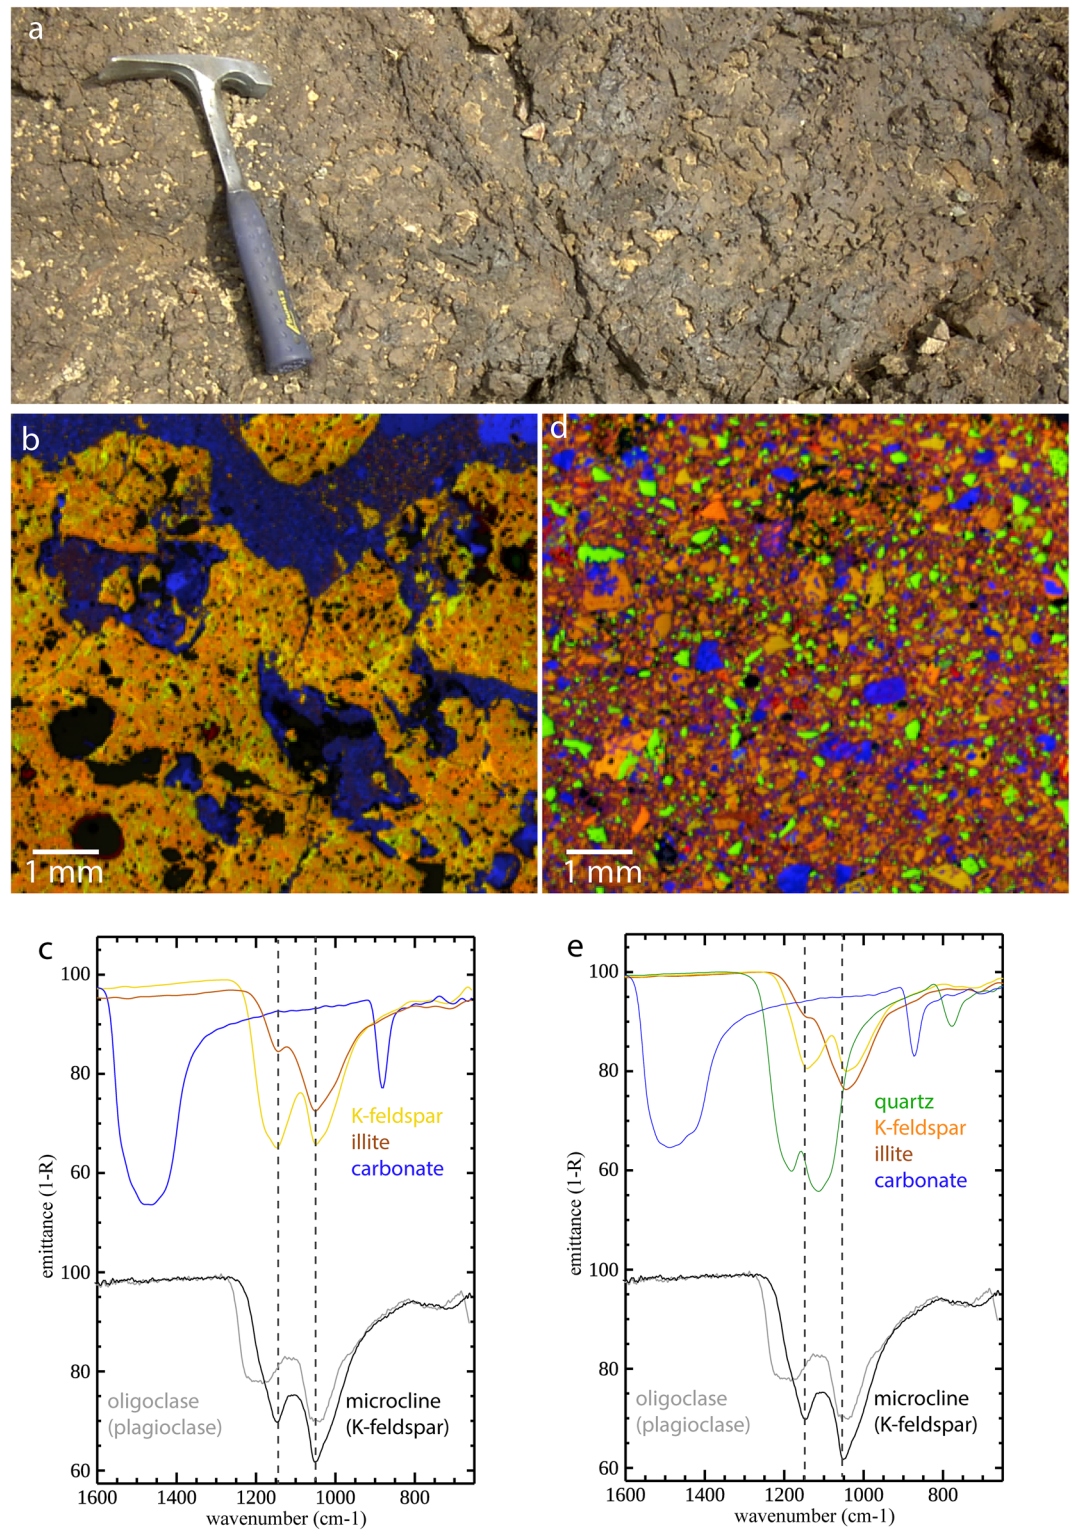 a
b
d
1 mm
1 mm
c
100
80
60
100
80
60
K-feldspar
illite
carbonate
oligoclase
(plagioclase)
microcline
(K-feldspar)
emittance (1-R)
1600
1400
1200
1000
800
wavenumber (cm-1)
e
100
80
60
100
80
60
quartz
K-feldspar
illite
carbonate
oligoclase
(plagioclase)
microcline
(K-feldspar)
emittance (1-R)
1600
1400
1200
1000
800
wavenumber (cm-1)